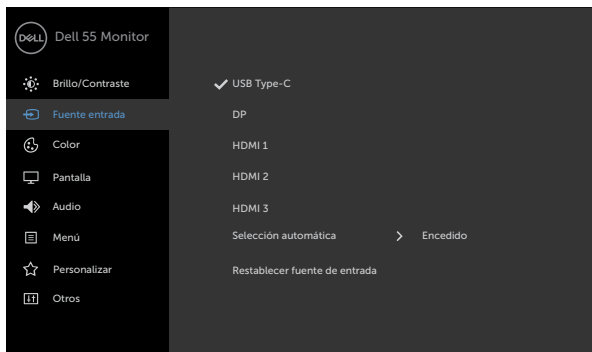 DELL
Dell 55 Monitor
Brillo/Contraste
Fuente entrada
Color
Pantalla
Audio
Menú
Personalizar
Otros
USB Type-C
DP
HDMI 1
HDMI 2
HDMI 3
Selección automática Encedido
Restablecer fuente de entrada